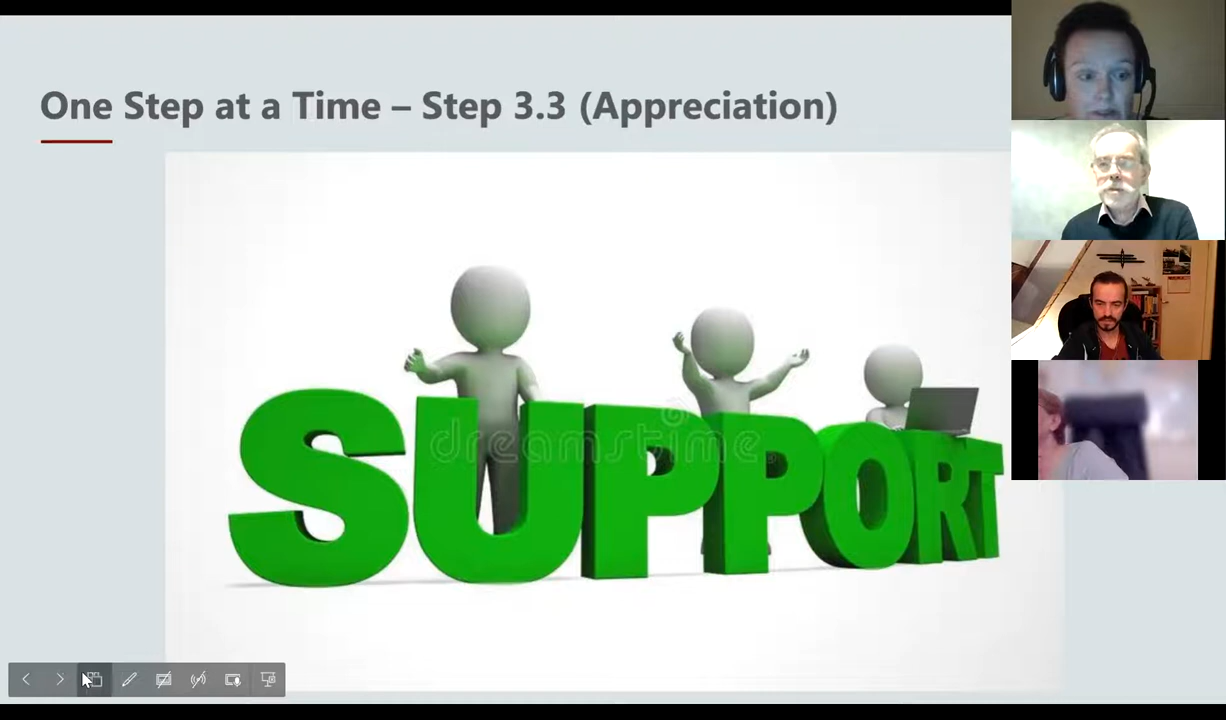 One Step at a Time – Step 3.3 (Appreciation)
SUPPORT
dreamstime